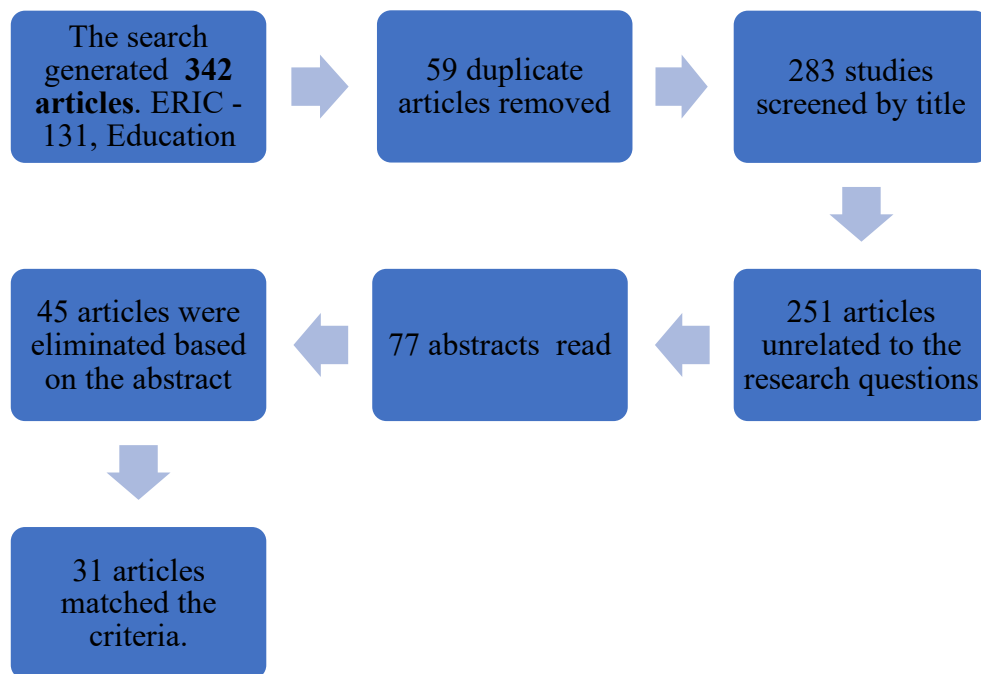 The search
generated 342
articles. ERIC -
131, Education
59 duplicate
articles removed
283 studies
screened by title
251 articles
unrelated to the
research questions
77 abstracts read
45 articles were
eliminated based
on the abstract
31 articles
matched the
criteria.